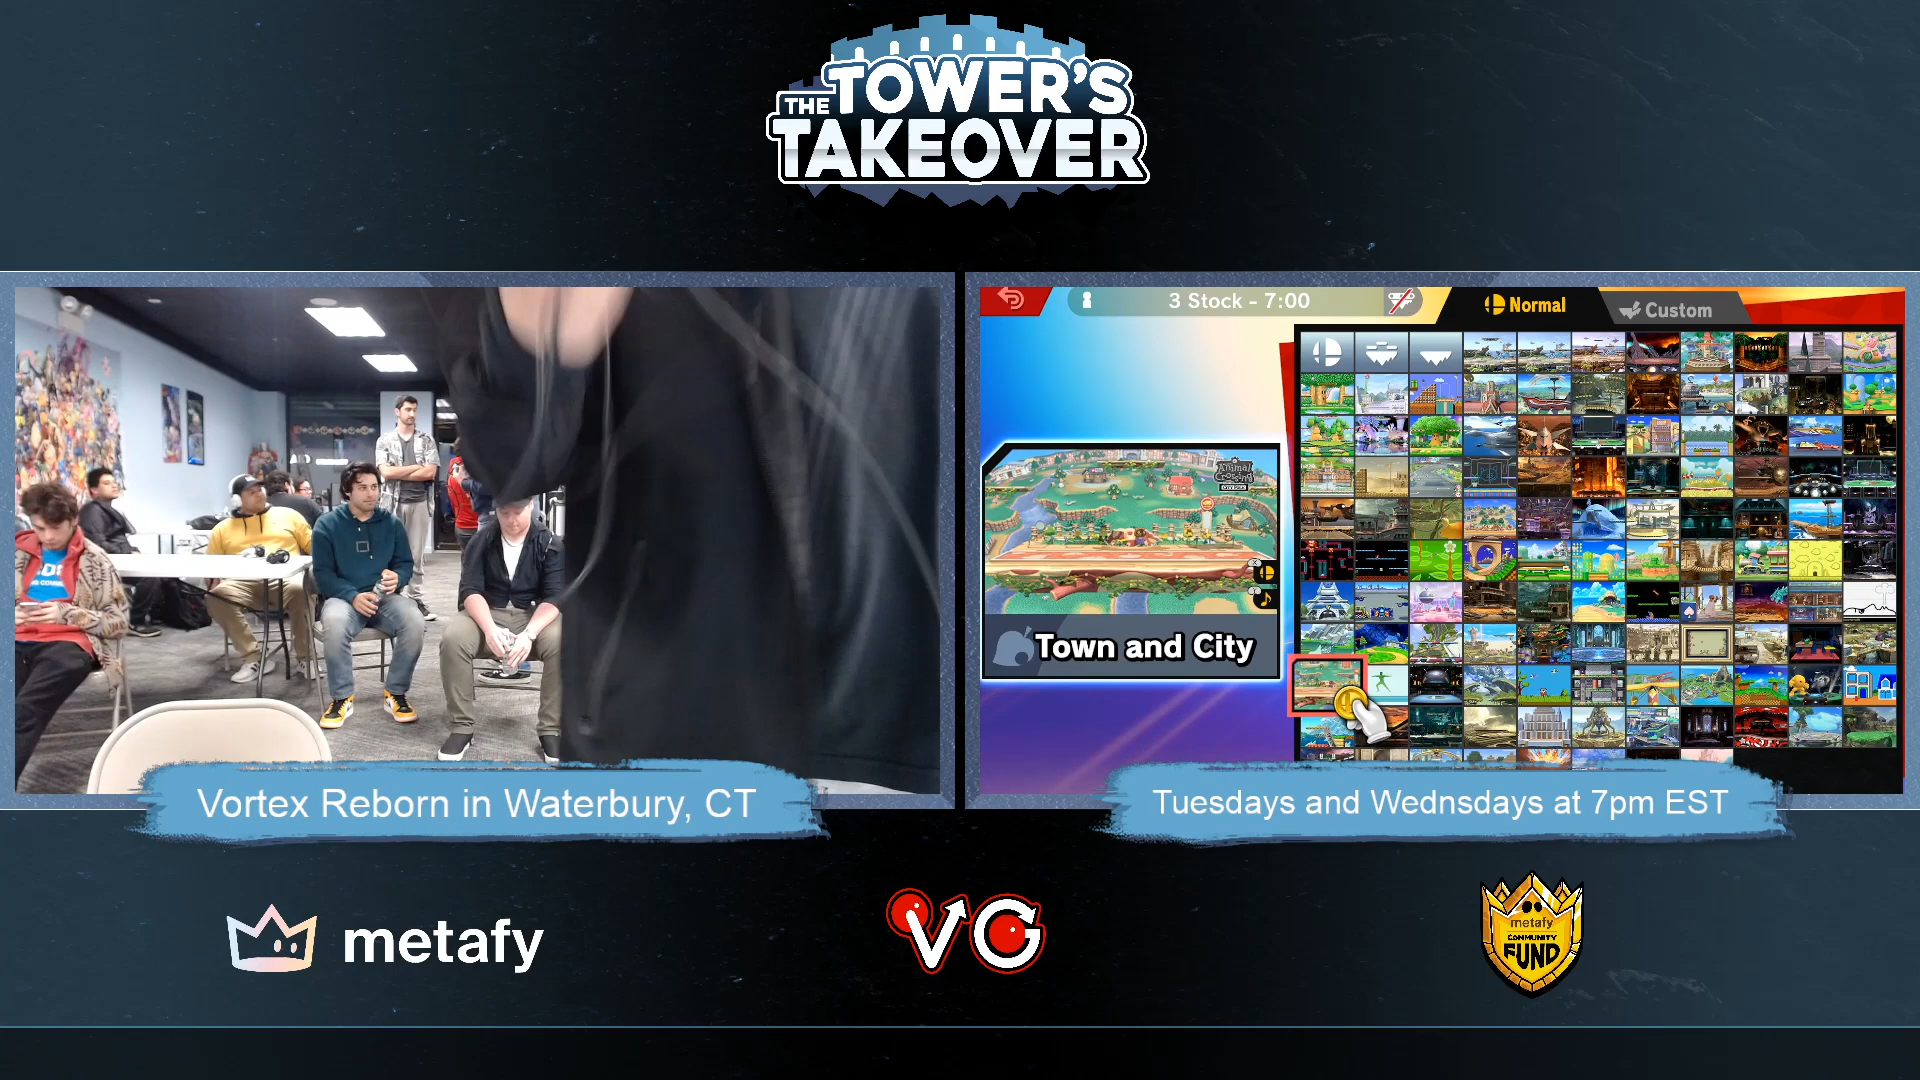 THE TOWER'S
TAKEOVER
3 Stock - 7:00
Normal
Custom
Animal
Crossing
Town and City
Vortex Reborn in Waterbury, CT
Tuesdays and Wednsdays at 7pm EST
metafy
VG
metafy
COMMUNITY
FUND